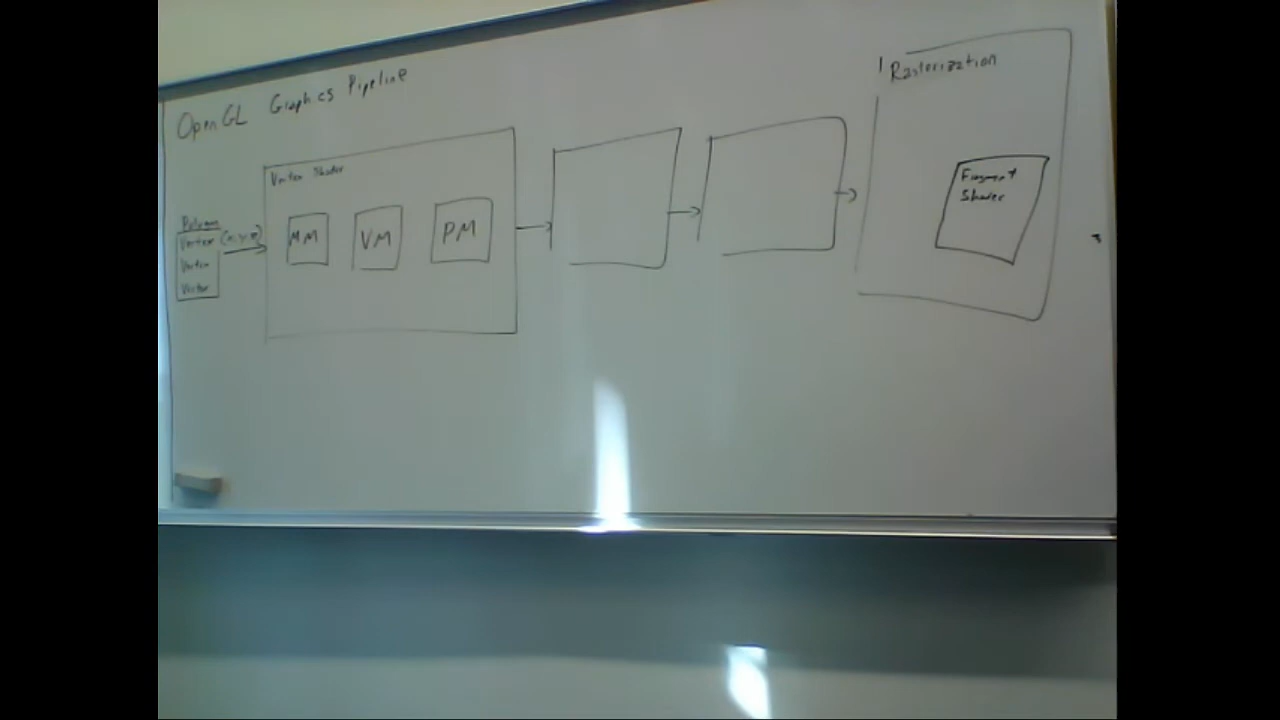 OpenGL Graphics Pipeline
Rasterization
Vertex Shader
Fragment
Shader
Polygon
Vertex (x,y,z)
Vertex
Vertex
MM
VM
PM